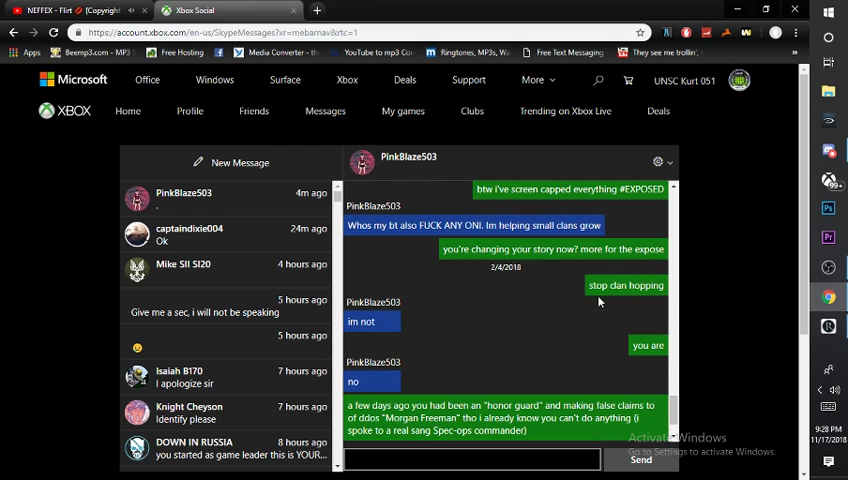 NEFFEX - Flirt [Copyright
Xbox Social
https://account.xbox.com/en-us/SkypeMessages?xr=mebarnav&rtc=1
Apps
Beemp3.com - MP3 S
Free Hosting
Media Converter -
YouTube to mp3 Con
Ringtones, MP3s, Wa
Free Text Messaging
They see me trollin',
Microsoft
Office
Windows
Surface
Xbox
Deals
Support
More
UNSC Kurt 051
XBOX
Home
Profile
Friends
Messages
My games
Clubs
Trending on Xbox Live
Deals
New Message
PinkBlaze503 4m ago
.
captaindixie004 24m ago
Ok
Mike SII SI20 4 hours ago
5 hours ago
Give me a sec, i will not be speaking
5 hours ago
Isaiah B170 7 hours ago
I apologize sir
Knight Cheyson 7 hours ago
Identify please
DOWN IN RUSSIA 8 hours ago
you started as game leader this is YOUR...
PinkBlaze503
btw i've screen capped everything #EXPOSED
PinkBlaze503
Whos my bt also FUCK ANY ONI. Im helping small clans grow
you're changing your story now? more for the expose
2/4/2018
stop clan hopping
PinkBlaze503
im not
you are
PinkBlaze503
no
a few days ago you had been an "honor guard" and making false claims to
of ddos "Morgan Freeman" tho i already know you can't do anything (i
spoke to a real sang Spec-ops commander)
Send
Activate Windows
Go to Settings to activate Windows.
99+
Ps
Pr
9:28 PM
11/17/2018